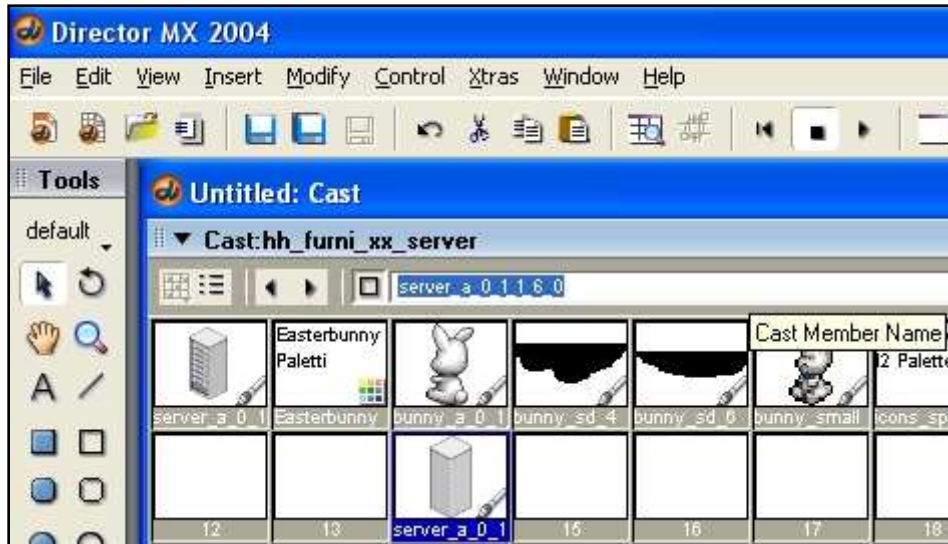 Director MX 2004
File Edit View Insert Modify Control Xtras Window Help
Tools
Untitled: Cast
default
Cast:hh_furni_xx_server
server_a_0_1_1_6_0
Cast Member Name
Easterbunny
Paletti
2 Palette
server_a_0_1 Easterbunny bunny_a_0_1 bunny_sd_4 bunny_sd_6 bunny_small icons_sp
A
12 13 server_a_0_1 15 16 17 18